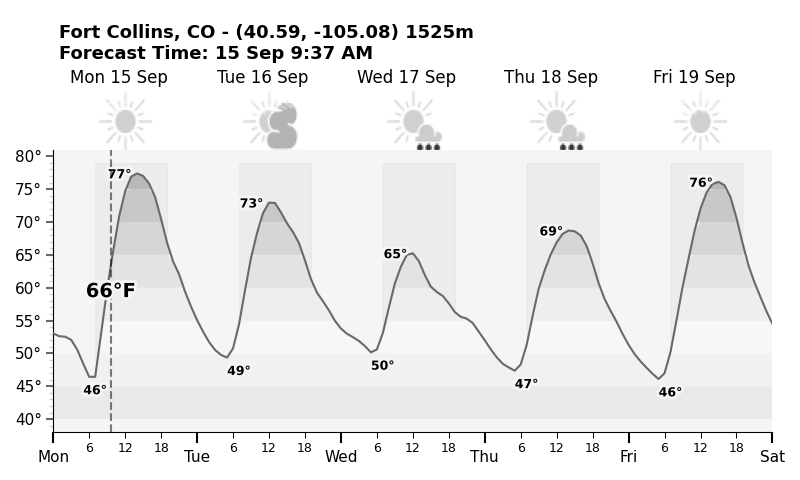 Fort Collins, CO - (40.59, -105.08) 1525m
Forecast Time: 15 Sep 9:37 AM
Mon 15 Sep Tue 16 Sep Wed 17 Sep Thu 18 Sep Fri 19 Sep
80°
77° 76°
75°
73°
70°
69°
65° 65°
60° 66°F
55°
50°
49° 50°
46° 47° 46°
45°
40°
6 12 18 6 12 18 6 12 18 6 12 18 6 12 18
Mon Tue Wed Thu Fri Sat